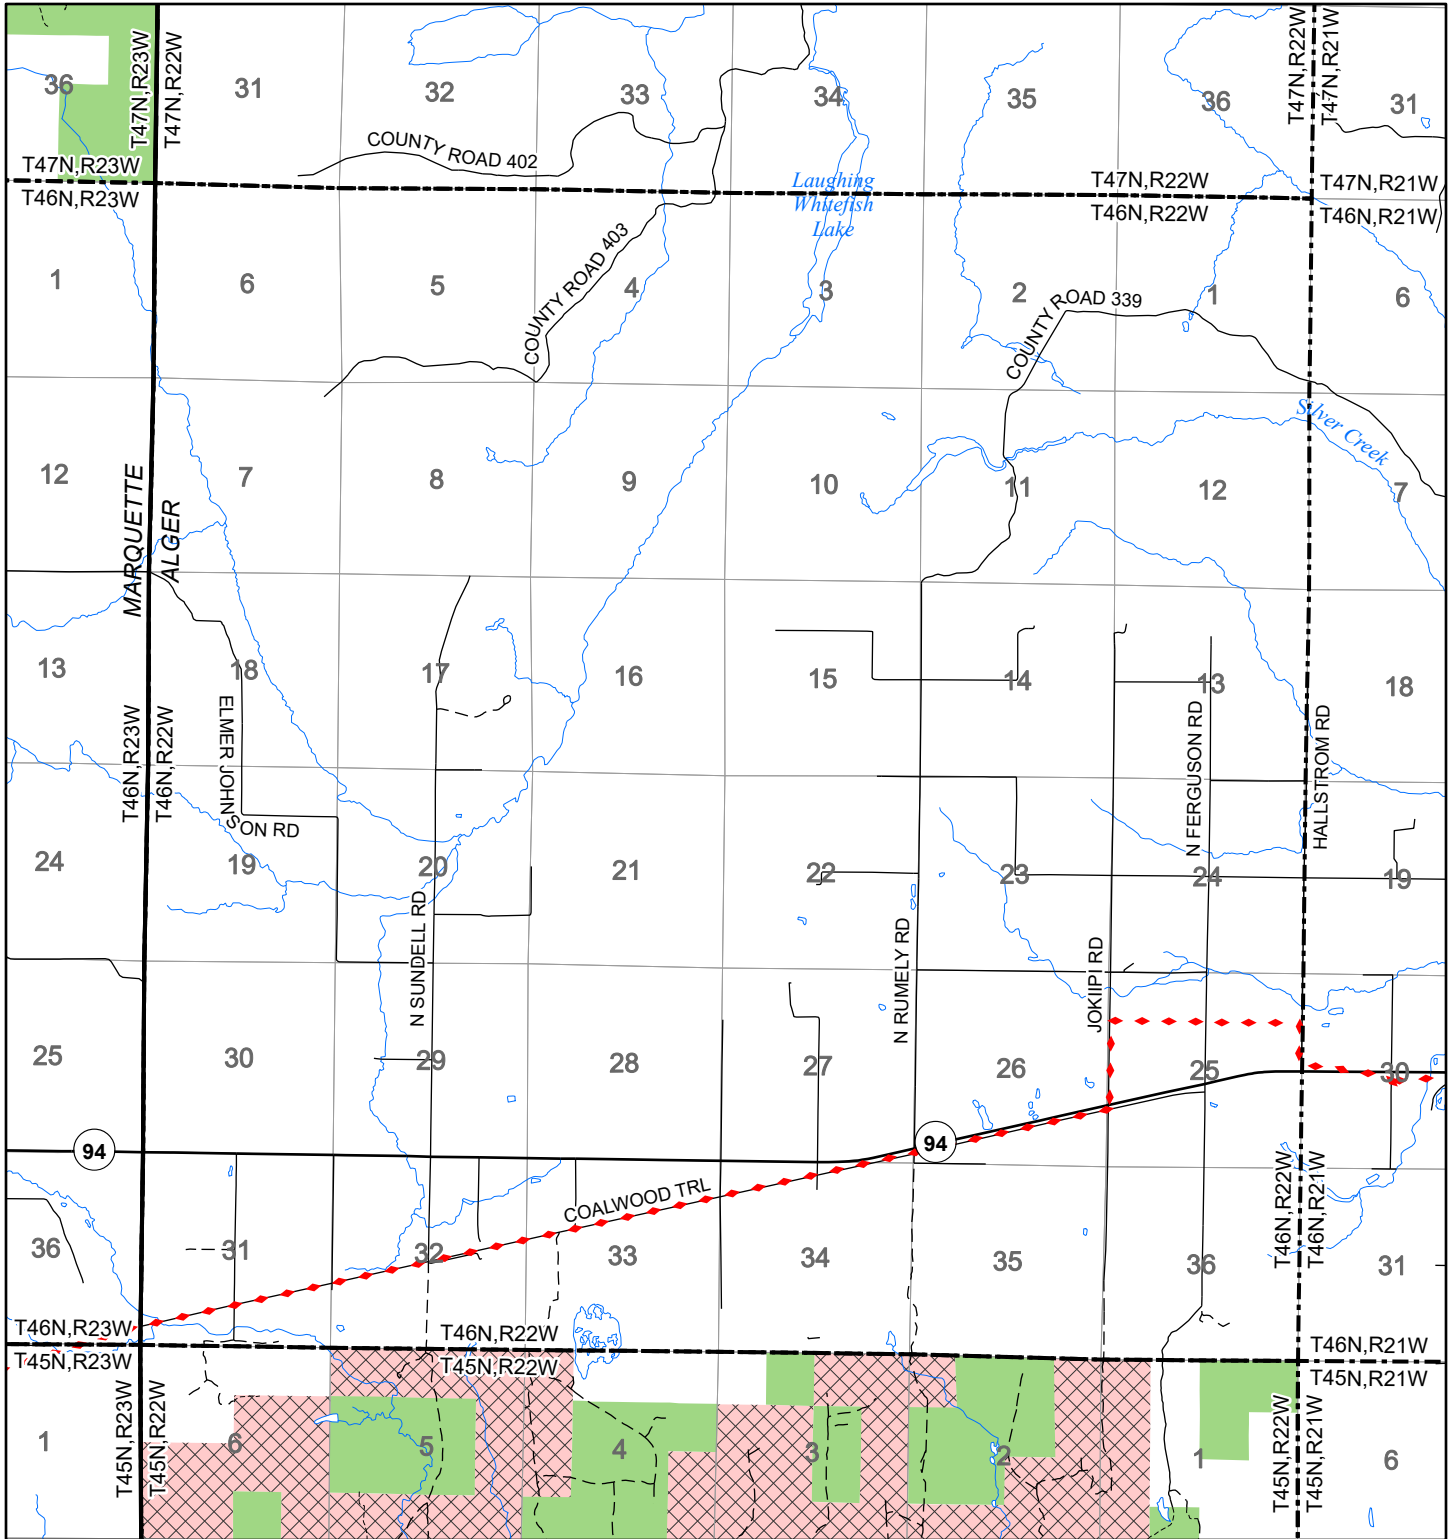 36
31
32
33
34
35
36
31
T47N,R23W
T47N,R22W
T47N,R22W
T47N,R21W
COUNTY ROAD 402
T47N,R23W
T46N,R23W
Laughing
Whitefish
Lake
T47N,R22W
T46N,R22W
T47N,R21W
T46N,R21W
1
6
5
COUNTY ROAD 403
4
3
2
COUNTY ROAD 339
1
6
12
7
8
9
10
11
12
Silver Creek
7
MARQUETTE
ALGER
13
18
17
16
15
14
13
18
T46N,R23W
T46N,R22W
ELMER JOHNSON RD
N FERGUSON RD
HALLSTROM RD
24
19
20
21
22
23
24
19
N SUNDELL RD
N RUMELY RD
JOKIIPI RD
25
30
29
28
27
26
25
30
94
94
COALWOOD TRL
36
31
32
33
34
35
36
31
T46N,R22W
T46N,R21W
T46N,R23W
T45N,R23W
T46N,R22W
T45N,R22W
T46N,R21W
T45N,R21W
T45N,R23W
T45N,R22W
T45N,R22W
T45N,R21W
1
6
5
4
3
2
1
6